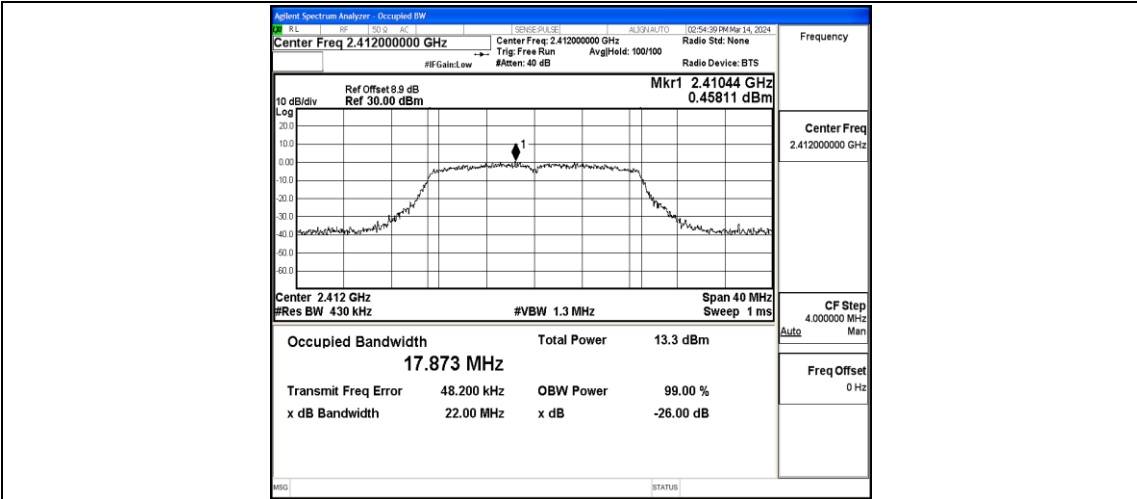 Agilent Spectrum Analyzer - Occupied BW
RL RF 50 Ω AC SENSE:PULSE ALIGN AUTO 02:54:39 PM Mar 14, 2024
Center Freq 2.412000000 GHz Center Freq: 2.412000000 GHz Radio Std: None Frequency
Trig: Free Run Avg|Hold: 100/100
#IFGain:Low #Atten: 40 dB Radio Device: BTS
Mkr1 2.41044 GHz
0.45811 dBm
Ref Offset 8.9 dB
10 dB/div Ref 30.00 dBm
Log
20.0
10.0
0.00
-10.0
-20.0
-30.0
-40.0
-50.0
-60.0
1
Center Freq
2.412000000 GHz
Center 2.412 GHz Span 40 MHz
#Res BW 430 kHz #VBW 1.3 MHz Sweep 1 ms
CF Step
4.000000 MHz
Auto Man
Occupied Bandwidth Total Power 13.3 dBm
17.873 MHz
Transmit Freq Error 48.200 kHz OBW Power 99.00 %
x dB Bandwidth 22.00 MHz x dB -26.00 dB
Freq Offset
0 Hz
MSG STATUS